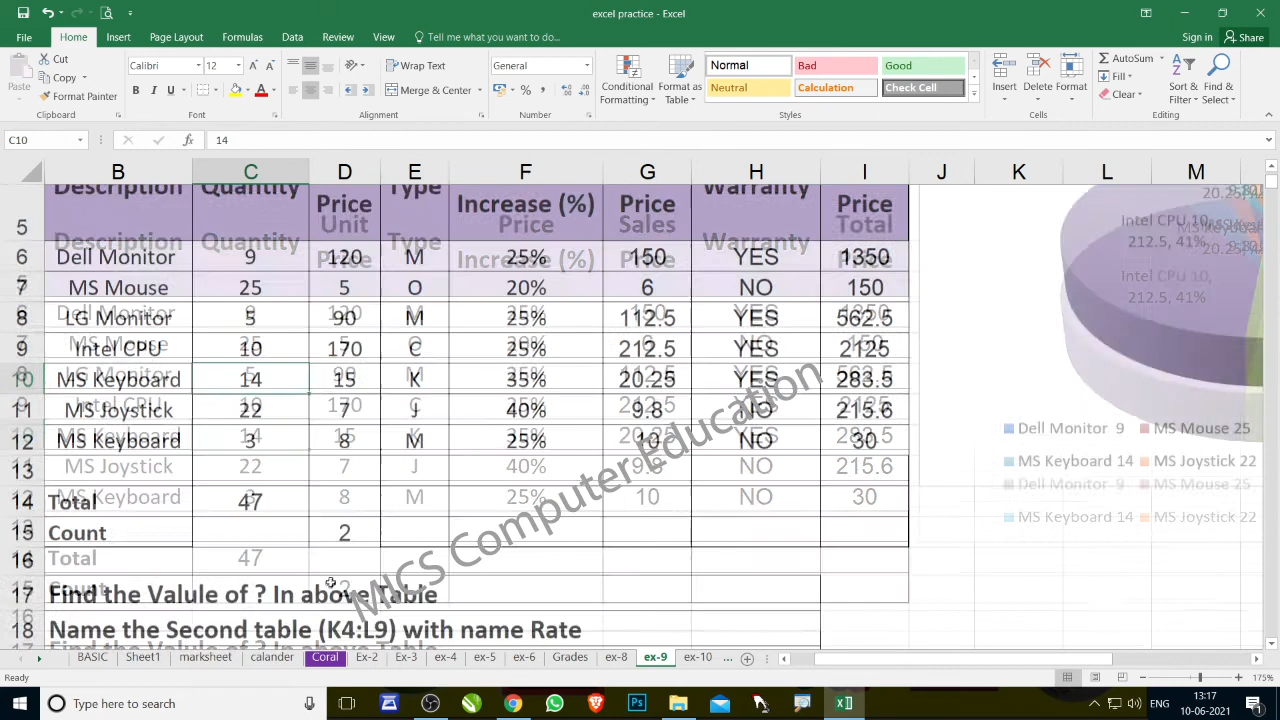 excel practice - Excel
File Home Insert Page Layout Formulas Data Review View Tell me what you want to do... Sign in Share
Cut
Copy
Format Painter
Paste
Calibri 12
Wrap Text
Merge & Center
General
Conditional Formatting
Format as Table
Normal Bad Good
Neutral Calculation Check Cell
Insert Delete Format
AutoSum
Fill
Clear
Sort & Filter
Find & Select
Clipboard Font Alignment Number Styles Cells Editing
C10 fx 14
B C D E F G H I J K L M
5 Description Quantity Unit Price Type Price Increase (%) Sales Price Warranty Total Price
6 Dell Monitor 9 120 M 25% 150 YES 1350
7 MS Mouse 25 5 O 20% 6 NO 150
8 LG Monitor 5 90 M 25% 112.5 YES 562.5
9 Intel CPU 10 170 C 25% 212.5 YES 2125
10 MS Keyboard 14 15 K 35% 20.25 YES 283.5
11 MS Joystick 22 7 J 40% 9.8 NO 215.6
12 MS Keyboard 3 8 M 25% 10 NO 30
13
14 Total 47
15 Count 2
16
17 Find the Valule of ? In above Table
18 Name the Second table (K4:L9) with name Rate
Intel CPU 10,
212.5, 41%
Dell Monitor 9 MS Mouse 25
MS Keyboard 14 MS Joystick 22
MICS Computer Education
BASIC Sheet1 marksheet calander Coral Ex-2 Ex-3 ex-4 ex-5 ex-6 Grades ex-8 ex-9 ex-10 ...
Ready 175%
Type here to search
ENG 13:17
10-06-2021